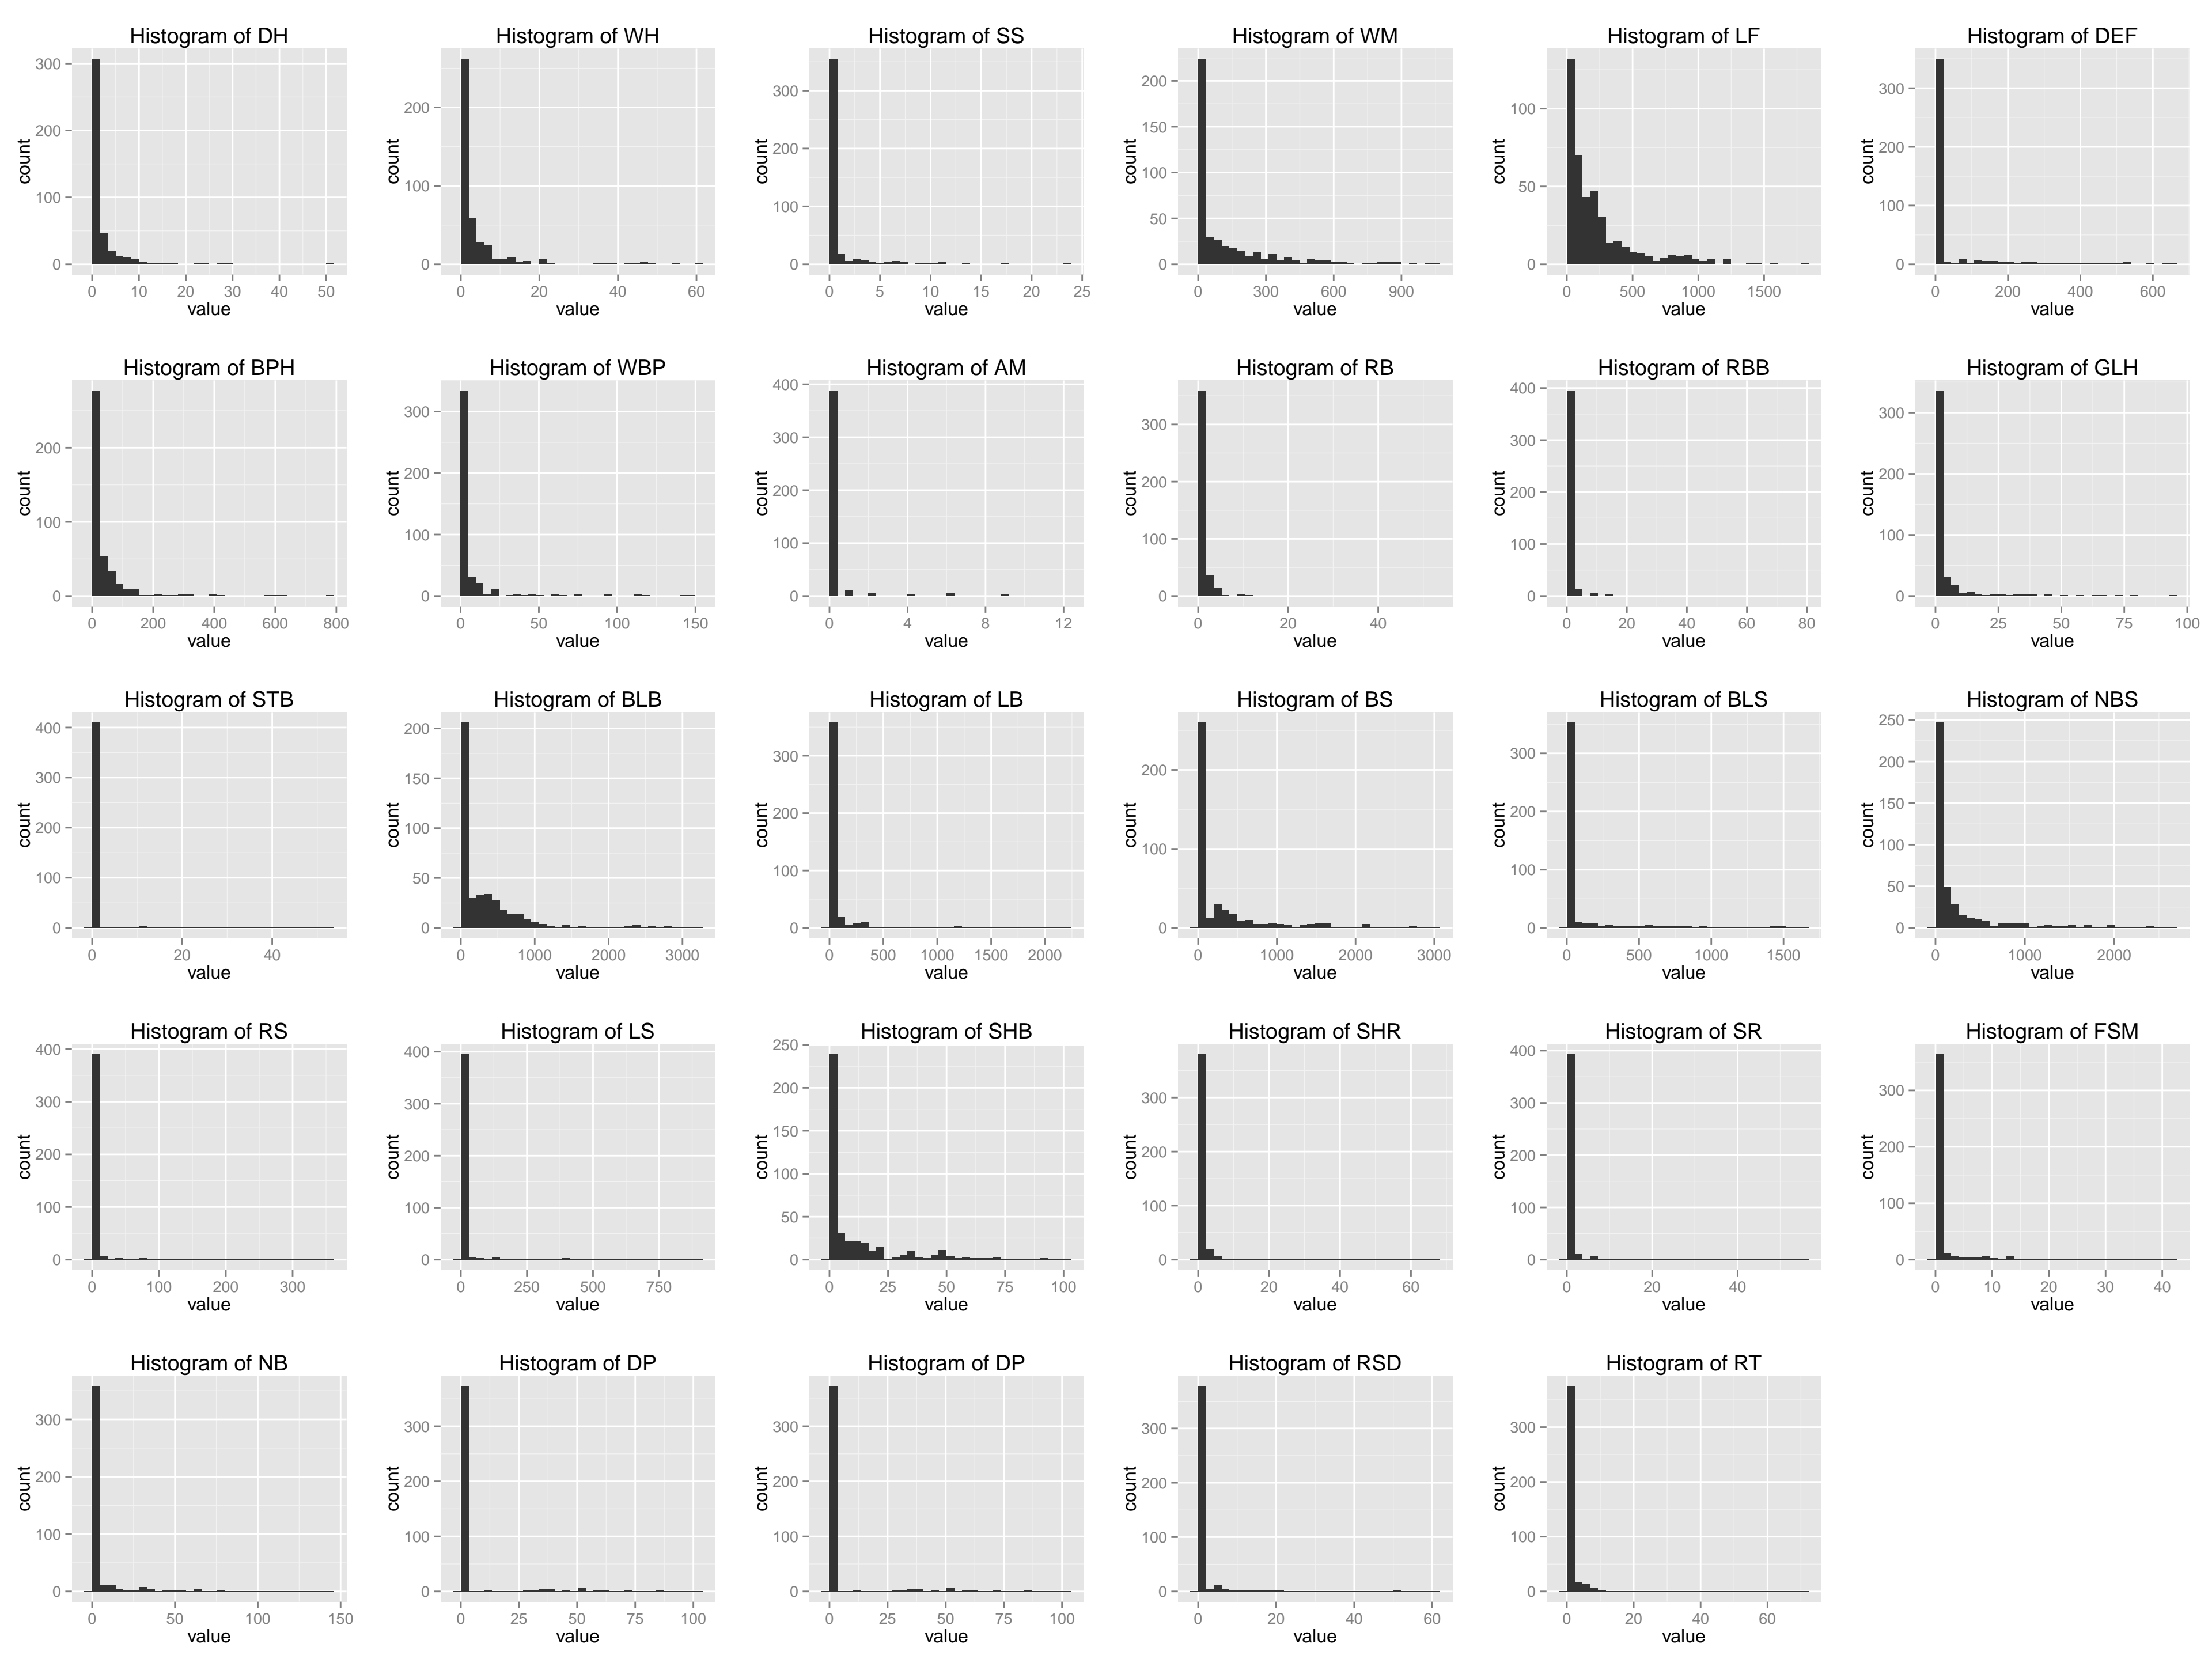 Histogram of DH
300
200
100
0
count
0 10 20 30 40 50
value
Histogram of WH
200
100
0
count
0 20 40 60
value
Histogram of SS
300
200
100
0
count
0 5 10 15 20 25
value
Histogram of WM
200
150
100
50
0
count
0 300 600 900
value
Histogram of LF
100
50
0
count
0 500 1000 1500
value
Histogram of DEF
300
200
100
0
count
0 200 400 600
value
Histogram of BPH
200
100
0
count
0 200 400 600 800
value
Histogram of WBP
300
200
100
0
count
0 50 100 150
value
Histogram of AM
400
300
200
100
0
count
0 4 8 12
value
Histogram of RB
300
200
100
0
count
0 20 40
value
Histogram of RBB
400
300
200
100
0
count
0 20 40 60 80
value
Histogram of GLH
300
200
100
0
count
0 25 50 75 100
value
Histogram of STB
400
300
200
100
0
count
0 20 40
value
Histogram of BLB
200
150
100
50
0
count
0 1000 2000 3000
value
Histogram of LB
300
200
100
0
count
0 500 1000 1500 2000
value
Histogram of BS
200
100
0
count
0 1000 2000 3000
value
Histogram of BLS
300
200
100
0
count
0 500 1000 1500
value
Histogram of NBS
250
200
150
100
50
0
count
0 1000 2000
value
Histogram of RS
400
300
200
100
0
count
0 100 200 300
value
Histogram of LS
400
300
200
100
0
count
0 250 500 750
value
Histogram of SHB
250
200
150
100
50
0
count
0 25 50 75 100
value
Histogram of SHR
300
200
100
0
count
0 20 40 60
value
Histogram of SR
400
300
200
100
0
count
0 20 40
value
Histogram of FSM
300
200
100
0
count
0 10 20 30 40
value
Histogram of NB
300
200
100
0
count
0 50 100 150
value
Histogram of DP
300
200
100
0
count
0 25 50 75 100
value
Histogram of DP
300
200
100
0
count
0 25 50 75 100
value
Histogram of RSD
300
200
100
0
count
0 20 40 60
value
Histogram of RT
300
200
100
0
count
0 20 40 60
value